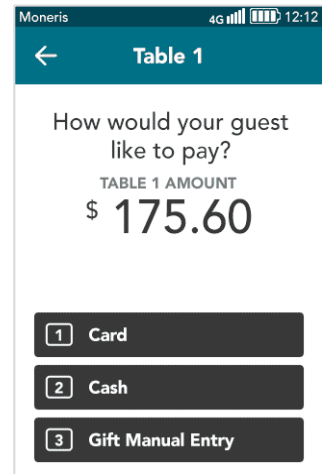 Moneris 4G 12:12
Table 1
How would your guest
like to pay?
TABLE 1 AMOUNT
$ 175.60
1 Card
2 Cash
3 Gift Manual Entry